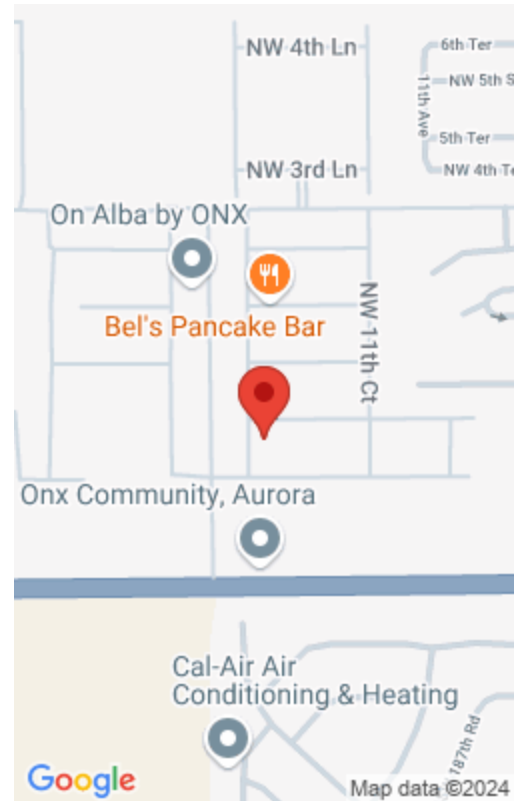 NW 4th Ln
6th Ter
NW 5th S
11th Ave
5th Ter
NW 3rd Ln
NW 4th Te
On Alba by ONX
Bel's Pancake Bar
NW 11th Ct
Onx Community, Aurora
Cal-Air Air
Conditioning & Heating
187th Rd
Google
Map data ©2024